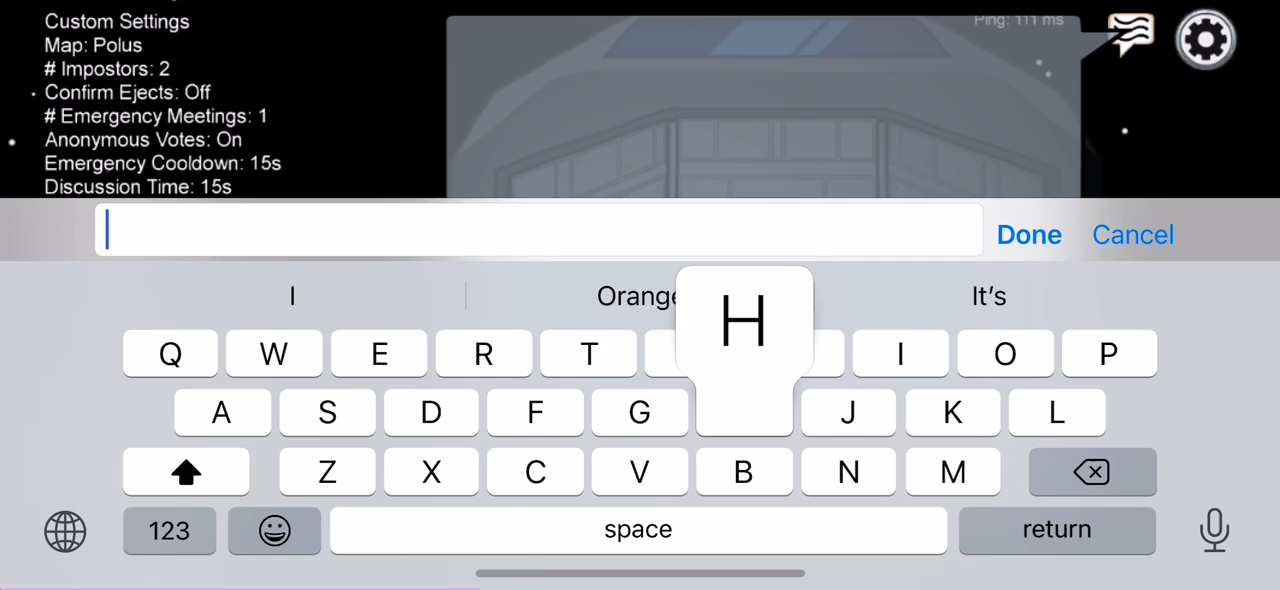 Custom Settings
Map: Polus
# Impostors: 2
Confirm Ejects: Off
# Emergency Meetings: 1
Anonymous Votes: On
Emergency Cooldown: 15s
Discussion Time: 15s
Ping: 111 ms
Done Cancel
I Orange It’s
Q W E R T I O P
H
A S D F G J K L
Z X C V B N M
123 space return